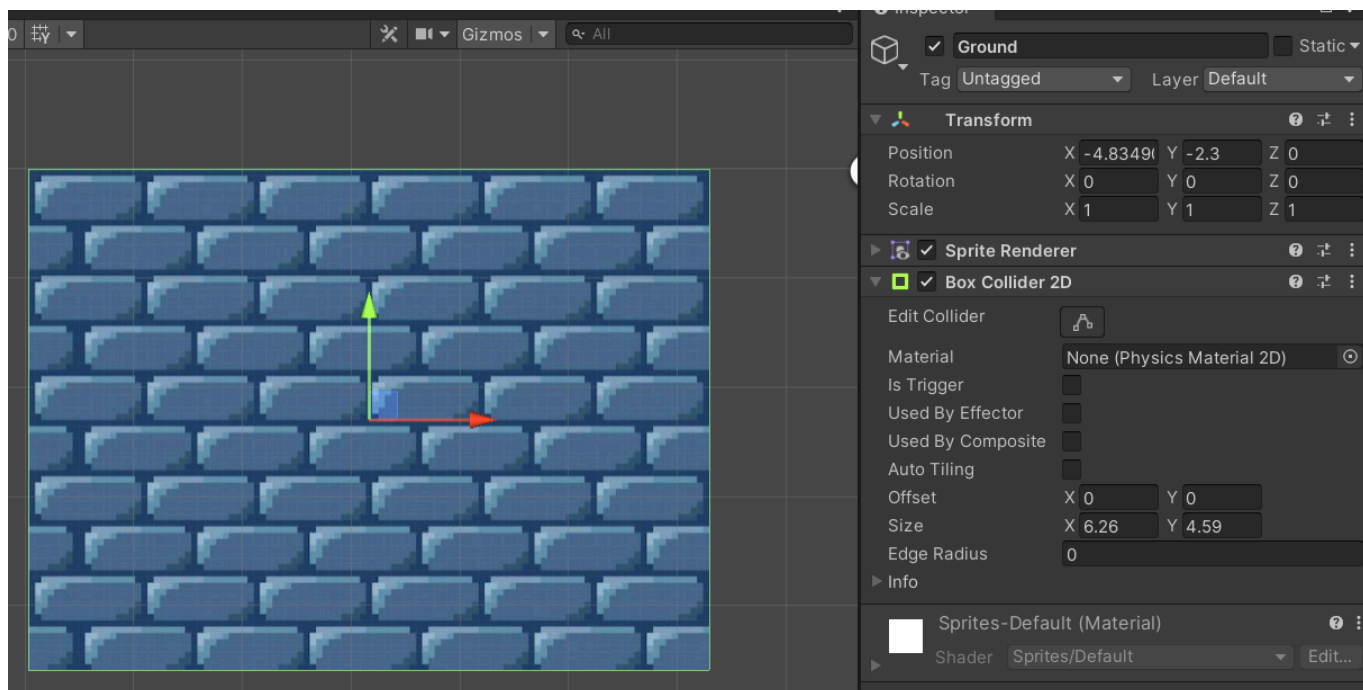 Inspector
0 Gizmos All
Ground Static
Tag Untagged Layer Default
Transform
Position X -4.8349 Y -2.3 Z 0
Rotation X 0 Y 0 Z 0
Scale X 1 Y 1 Z 1
Sprite Renderer
Box Collider 2D
Edit Collider
Material None (Physics Material 2D)
Is Trigger
Used By Effector
Used By Composite
Auto Tiling
Offset X 0 Y 0
Size X 6.26 Y 4.59
Edge Radius 0
Info
Sprites-Default (Material)
Shader Sprites/Default Edit...